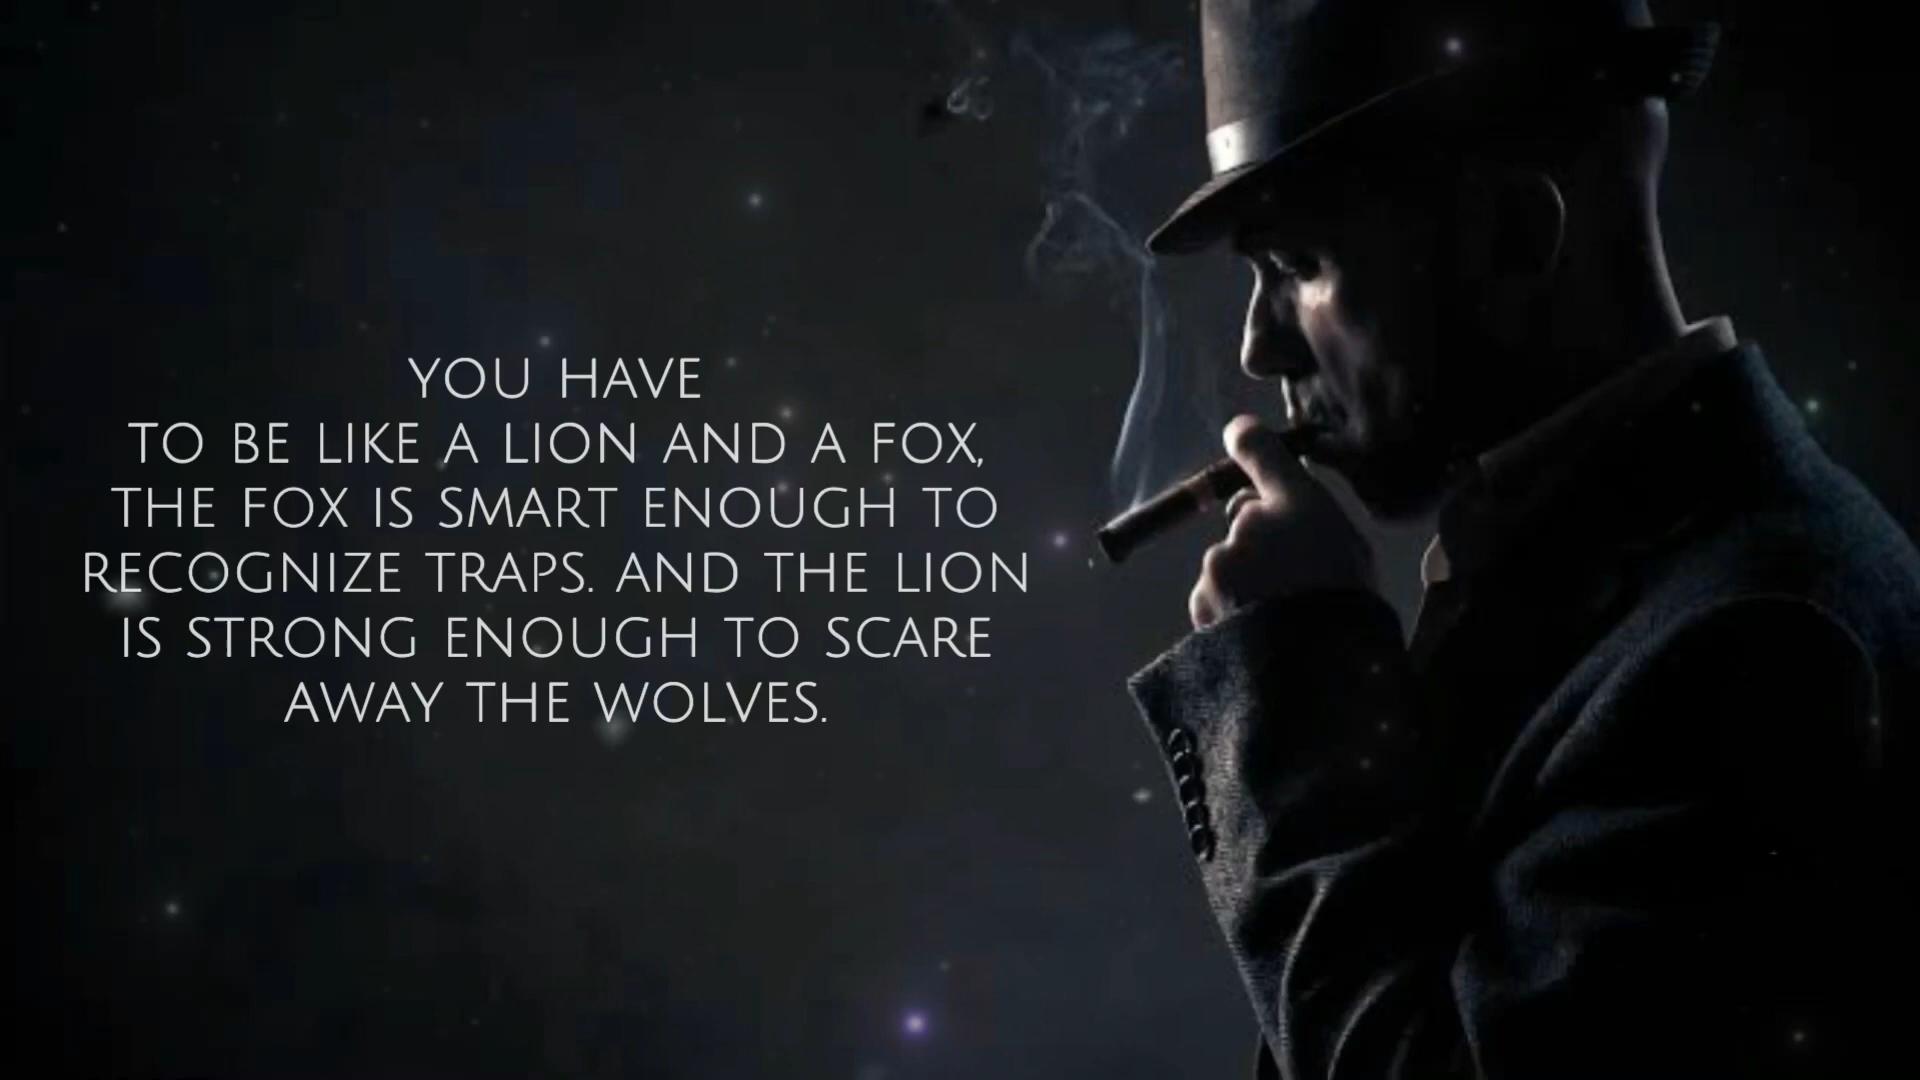 YOU HAVE
TO BE LIKE A LION AND A FOX,
THE FOX IS SMART ENOUGH TO
RECOGNIZE TRAPS. AND THE LION
IS STRONG ENOUGH TO SCARE
AWAY THE WOLVES.